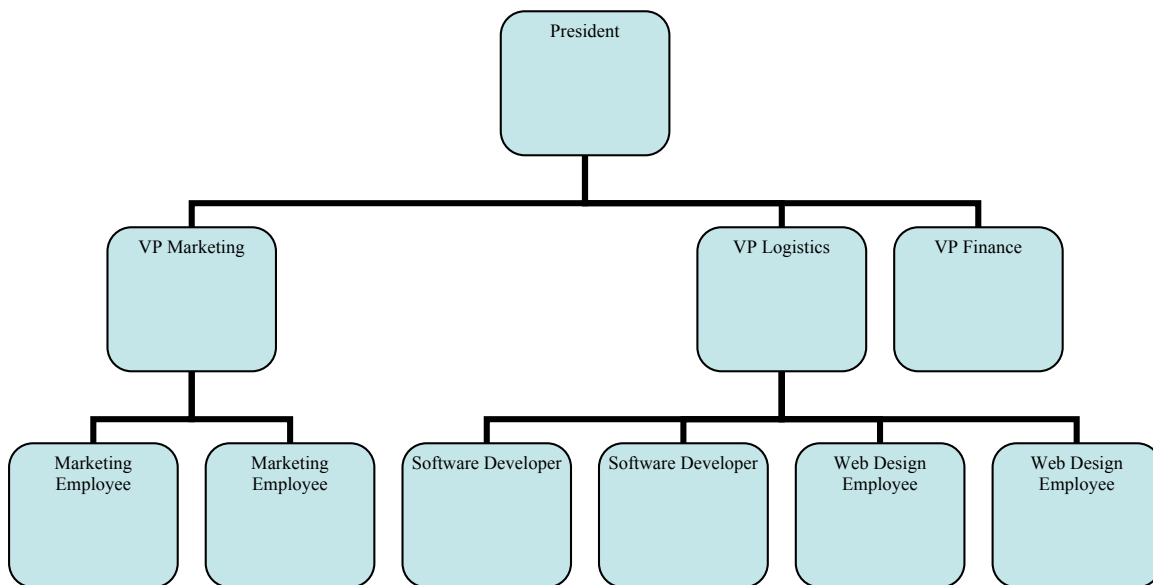 President
VP Marketing
VP Logistics
VP Finance
Marketing
Employee
Marketing
Employee
Software Developer
Software Developer
Web Design
Employee
Web Design
Employee